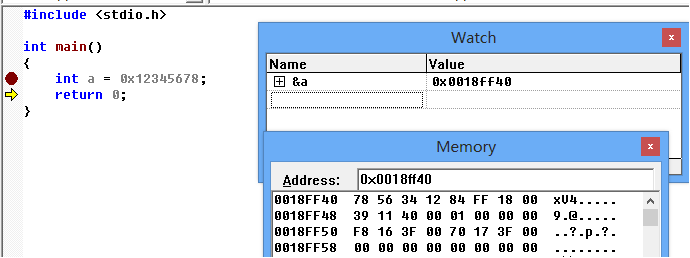 #include <stdio.h>
int main()
{
int a = 0x12345678;
return 0;
}
Watch
x
Name Value
&a 0x0018ff40
Memory
x
Address: 0x0018ff40
0018FF40 78 56 34 12 84 FF 18 00 xV4.....
0018FF48 39 11 40 00 01 00 00 00 9.@.....
0018FF50 F8 16 3F 00 70 17 3F 00 ..?.p.?.
0018FF58 00 00 00 00 00 00 00 00 ........